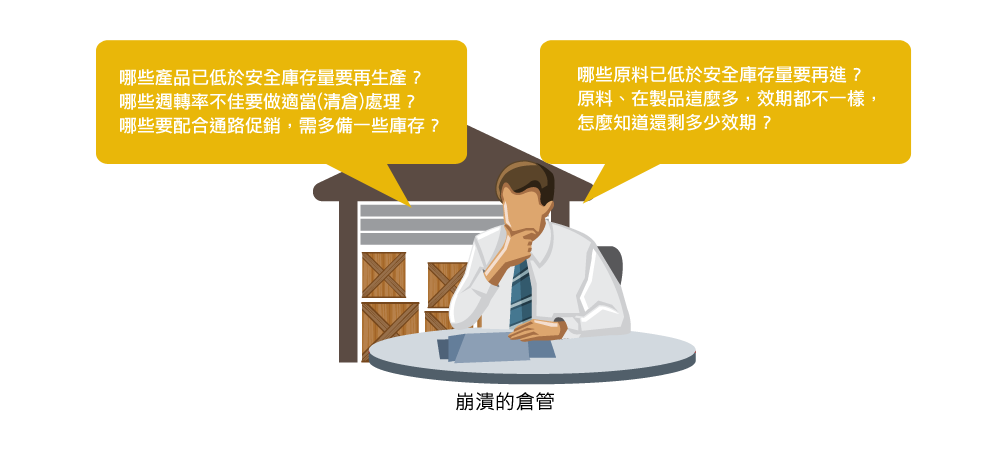 哪些產品已低於安全庫存量要再生產？
哪些週轉率不佳要做適當(清倉)處理？
哪些要配合通路促銷，需多備一些庫存？
哪些原料已低於安全庫存量要再進？
原料、在製品這麼多，效期都不一樣，
怎麼知道還剩多少效期？
崩潰的倉管